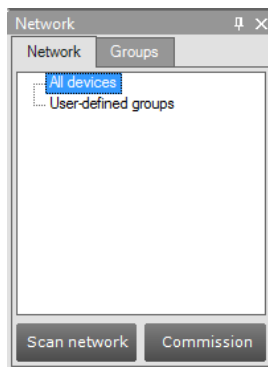 Network
Network Groups
All devices
User-defined groups
Scan network Commission